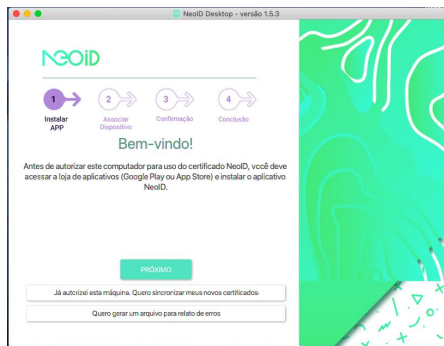 NeoID Desktop - versão 1.5.3
NEOID
1
2
3
4
Instalar
APP
Associar
Dispositivo
Confirmação
Conclusão
Bem-vindo!
Antes de autorizar este computador para uso do certificado NeoID, você deve
acessar a loja de aplicativos (Google Play ou App Store) e instalar o aplicativo
NeoID.
PRÓXIMO
Já autorizei esta máquina. Quero sincronizar meus novos certificados
Quero gerar um arquivo para relato de erros